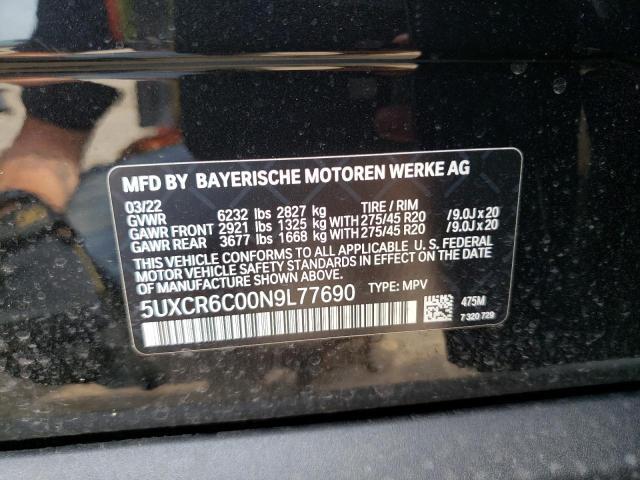 MFD BY BAYERISCHE MOTOREN WERKE AG
03/22 TIRE / RIM
GVWR 6232 lbs 2827 kg
GAWR FRONT 2921 lbs 1325 kg WITH 275/45 R20 / 9.0J x 20
GAWR REAR 3677 lbs 1668 kg WITH 275/45 R20 / 9.0J x 20
THIS VEHICLE CONFORMS TO ALL APPLICABLE U. S. FEDERAL
MOTOR VEHICLE SAFETY STANDARDS IN EFFECT ON THE DATE
OF MANUFACTURE SHOWN ABOVE.
5UXCR6C00N9L77690 TYPE: MPV
475M
7 320 729